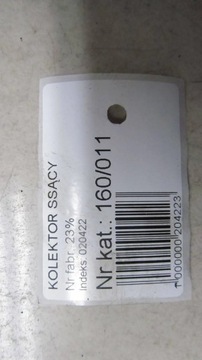 KOLEKTOR SSĄCY
Nr fabr.:23%
Indeks: 020422
Nr kat.: 160/011
1000000204223